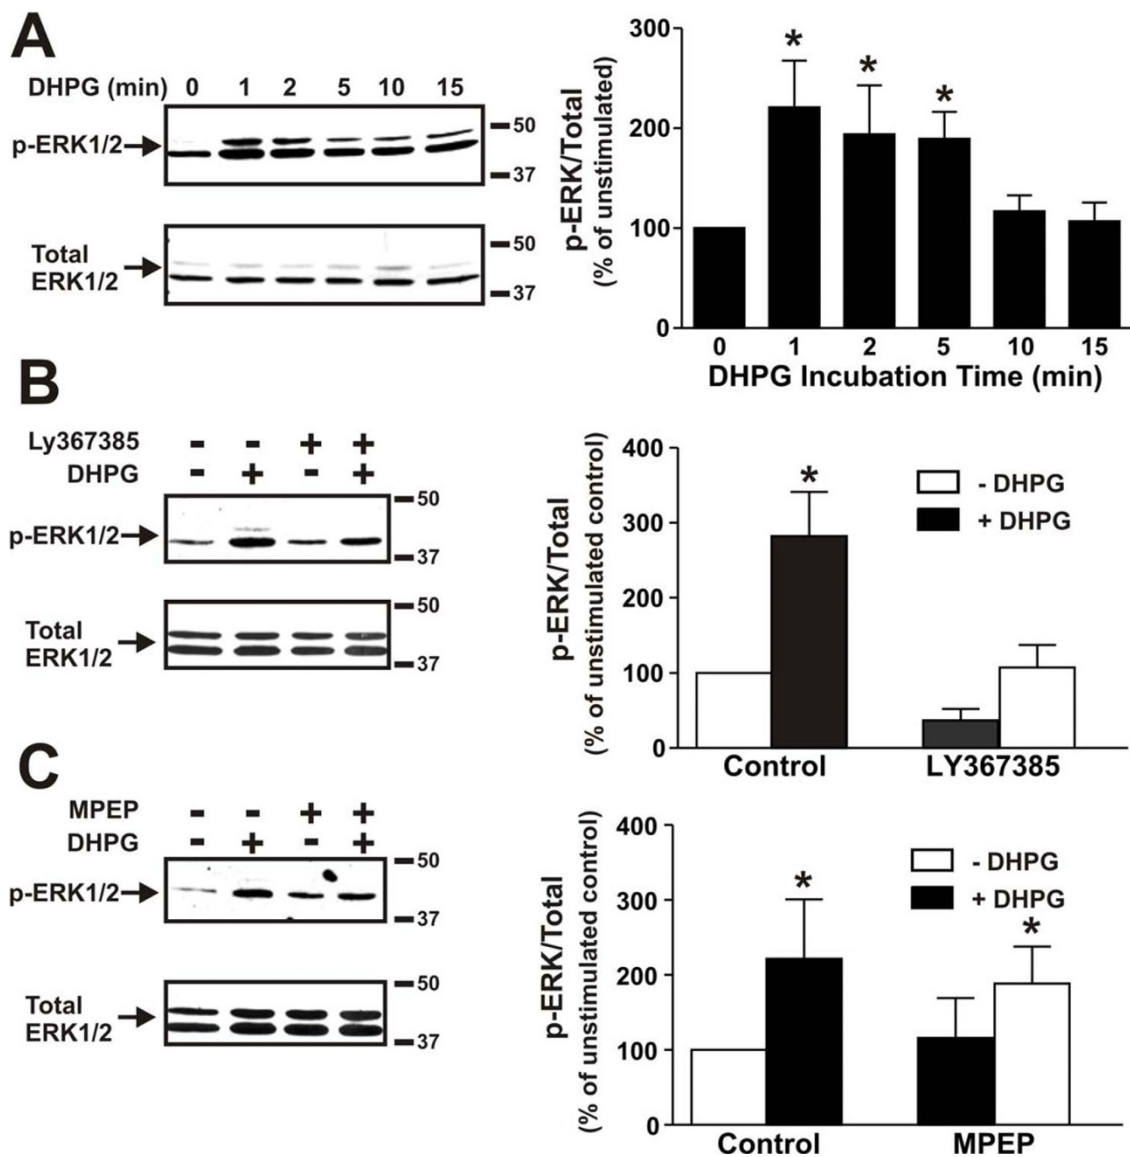 A
DHPG (min) 0 1 2 5 10 15
p-ERK1/2
50
37
Total
ERK1/2
50
37
p-ERK/Total
(% of unstimulated)
300
200
100
0
*
*
*
0 1 2 5 10 15
DHPG Incubation Time (min)
B
Ly367385 - - + +
DHPG - + - +
p-ERK1/2
50
37
Total
ERK1/2
50
37
p-ERK/Total
(% of unstimulated control)
400
300
200
100
0
*
- DHPG
+ DHPG
Control LY367385
C
MPEP - - + +
DHPG - + - +
p-ERK1/2
50
37
Total
ERK1/2
50
37
p-ERK/Total
(% of unstimulated control)
400
300
200
100
0
*
- DHPG
+ DHPG
*
Control MPEP